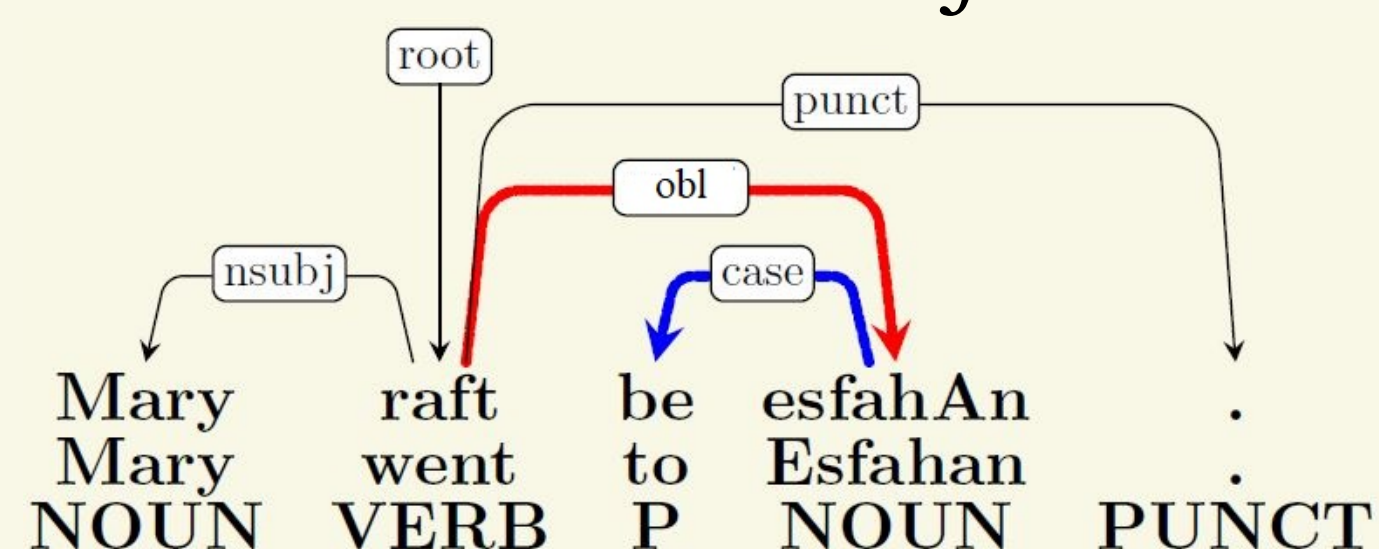 root
punct
obl
nsubj case
Mary raft be esfahAn .
Mary went to Esfahan .
NOUN VERB P NOUN PUNCT